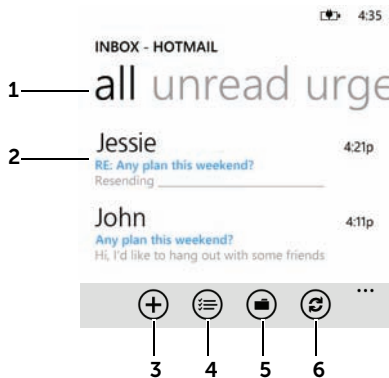 4:35
INBOX - HOTMAIL
1
all unread urge
Jessie
4:21p
2
RE: Any plan this weekend?
Resending
John
4:11p
Any plan this weekend?
Hi, I'd like to hang out with some friends
...
3 4 5 6